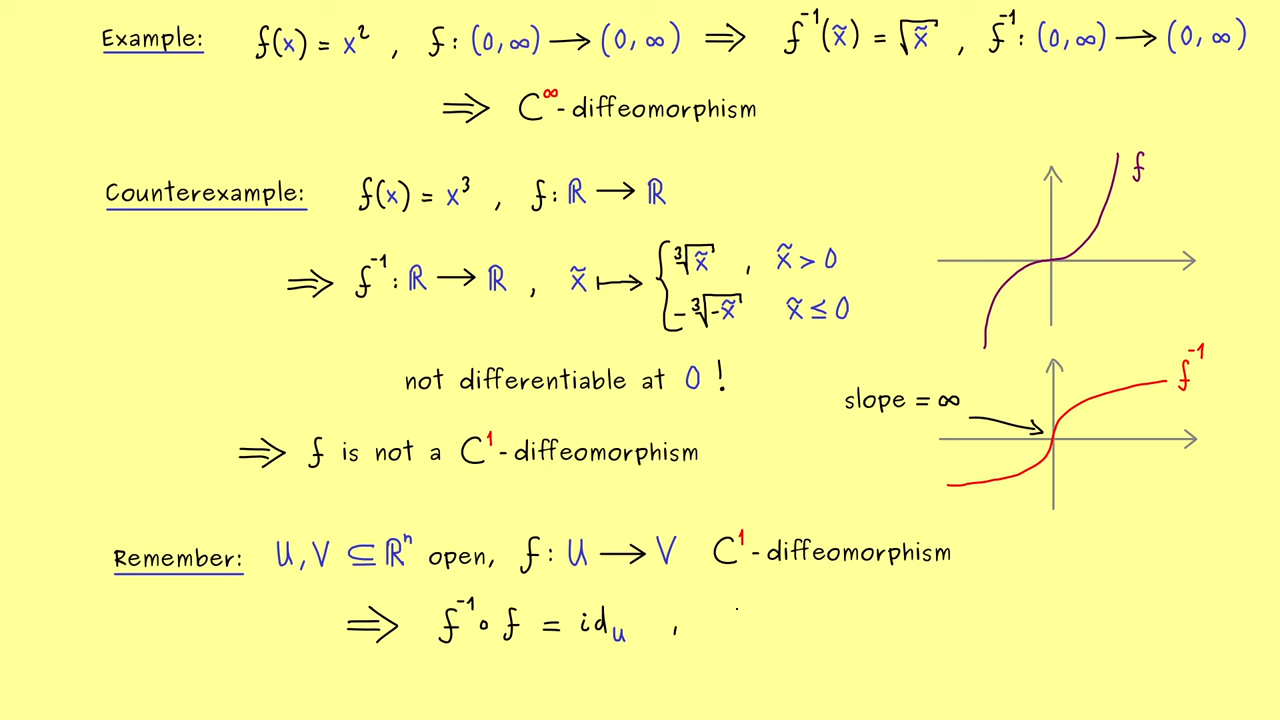 Example: f(x) = x², f: (0,∞) → (0,∞) ⟹ f⁻¹(x̃) = √x̃, f⁻¹: (0,∞) → (0,∞)
⟹ C^∞-diffeomorphism
Counterexample: f(x) = x³, f: ℝ → ℝ
f
⟹ f⁻¹: ℝ → ℝ, x̃ ↦ { ∛x̃, x̃ > 0
-∛-x̃ x̃ ≤ 0
f⁻¹
not differentiable at 0!
slope = ∞
⟹ f is not a C¹-diffeomorphism
Remember: U, V ⊆ ℝⁿ open, f: U → V C¹-diffeomorphism
⟹ f⁻¹ ∘ f = id_U ,